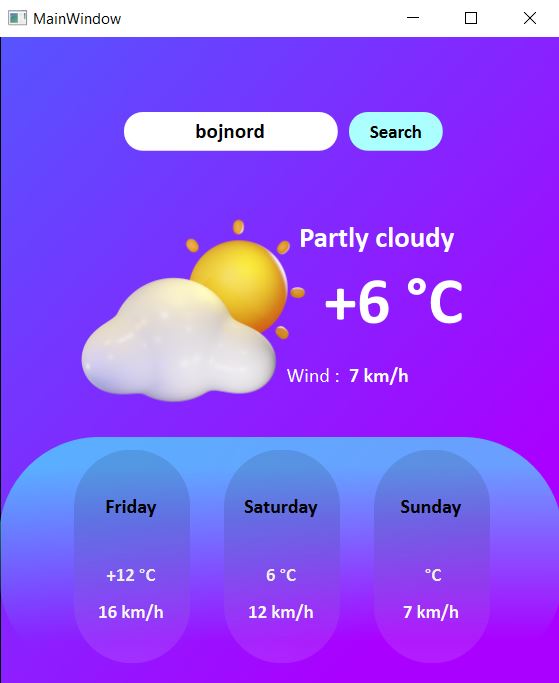 MainWindow
bojnord
Search
Partly cloudy
+6 °C
Wind : 7 km/h
Friday Saturday Sunday
+12 °C 6 °C °C
16 km/h 12 km/h 7 km/h